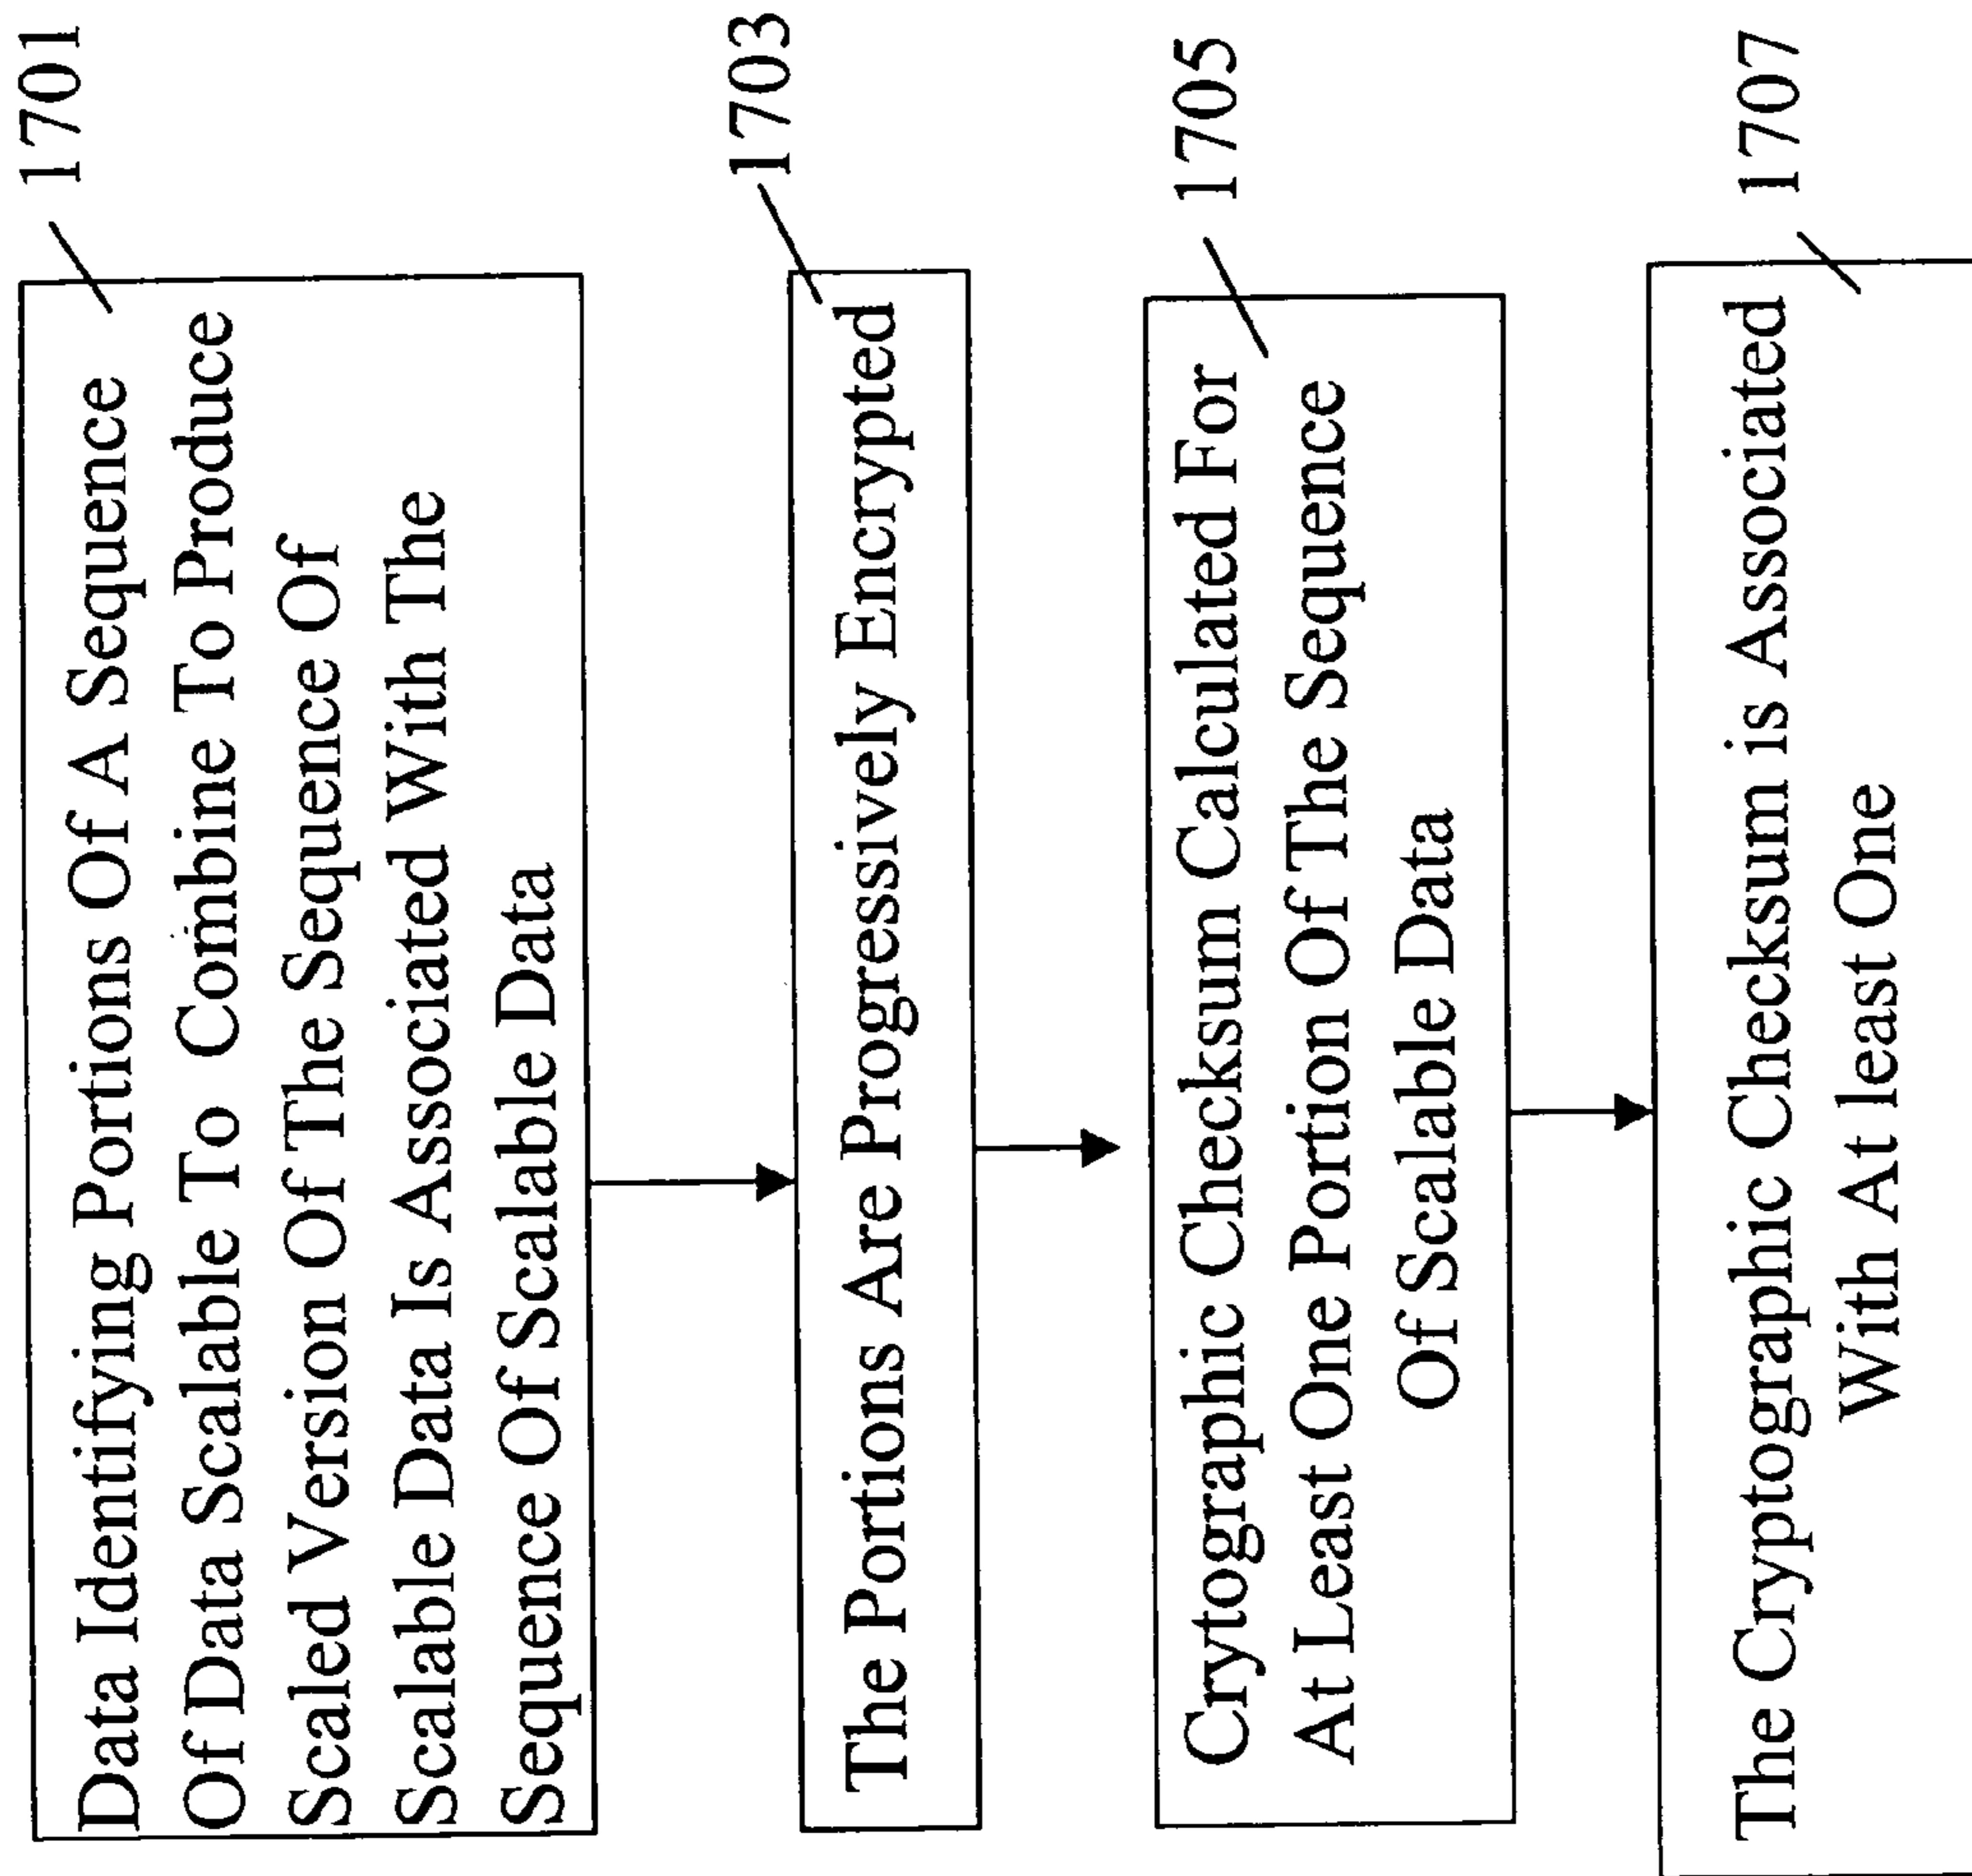 Data Identifying Portions Of A Sequence
Of Data Scalable To Combine To Produce
Scaled Version Of The Sequence Of
Scalable Data Is Associated With The
Sequence Of Scalable Data
1701
The Portions Are Progressively Encrypted
1703
Crytographic Checksum Calculated For
At Least One Portion Of The Sequence
Of Scalable Data
1705
The Cryptographic Checksum is Associated
With At least One
1707